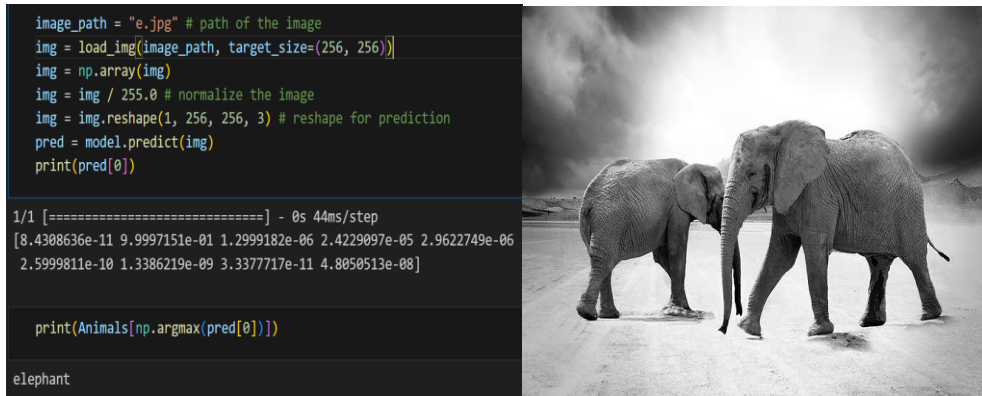 image_path = "e.jpg" # path of the image
img = load_img(image_path, target_size=(256, 256))
img = np.array(img)
img = img / 255.0 # normalize the image
img = img.reshape(1, 256, 256, 3) # reshape for prediction
pred = model.predict(img)
print(pred[0])
1/1 [==============================] - 0s 44ms/step
[8.4308636e-11 9.9997151e-01 1.2999182e-06 2.4229097e-05 2.9622749e-06
2.5999811e-10 1.3386219e-09 3.3377717e-11 4.8050513e-08]
print(Animals[np.argmax(pred[0])])
elephant